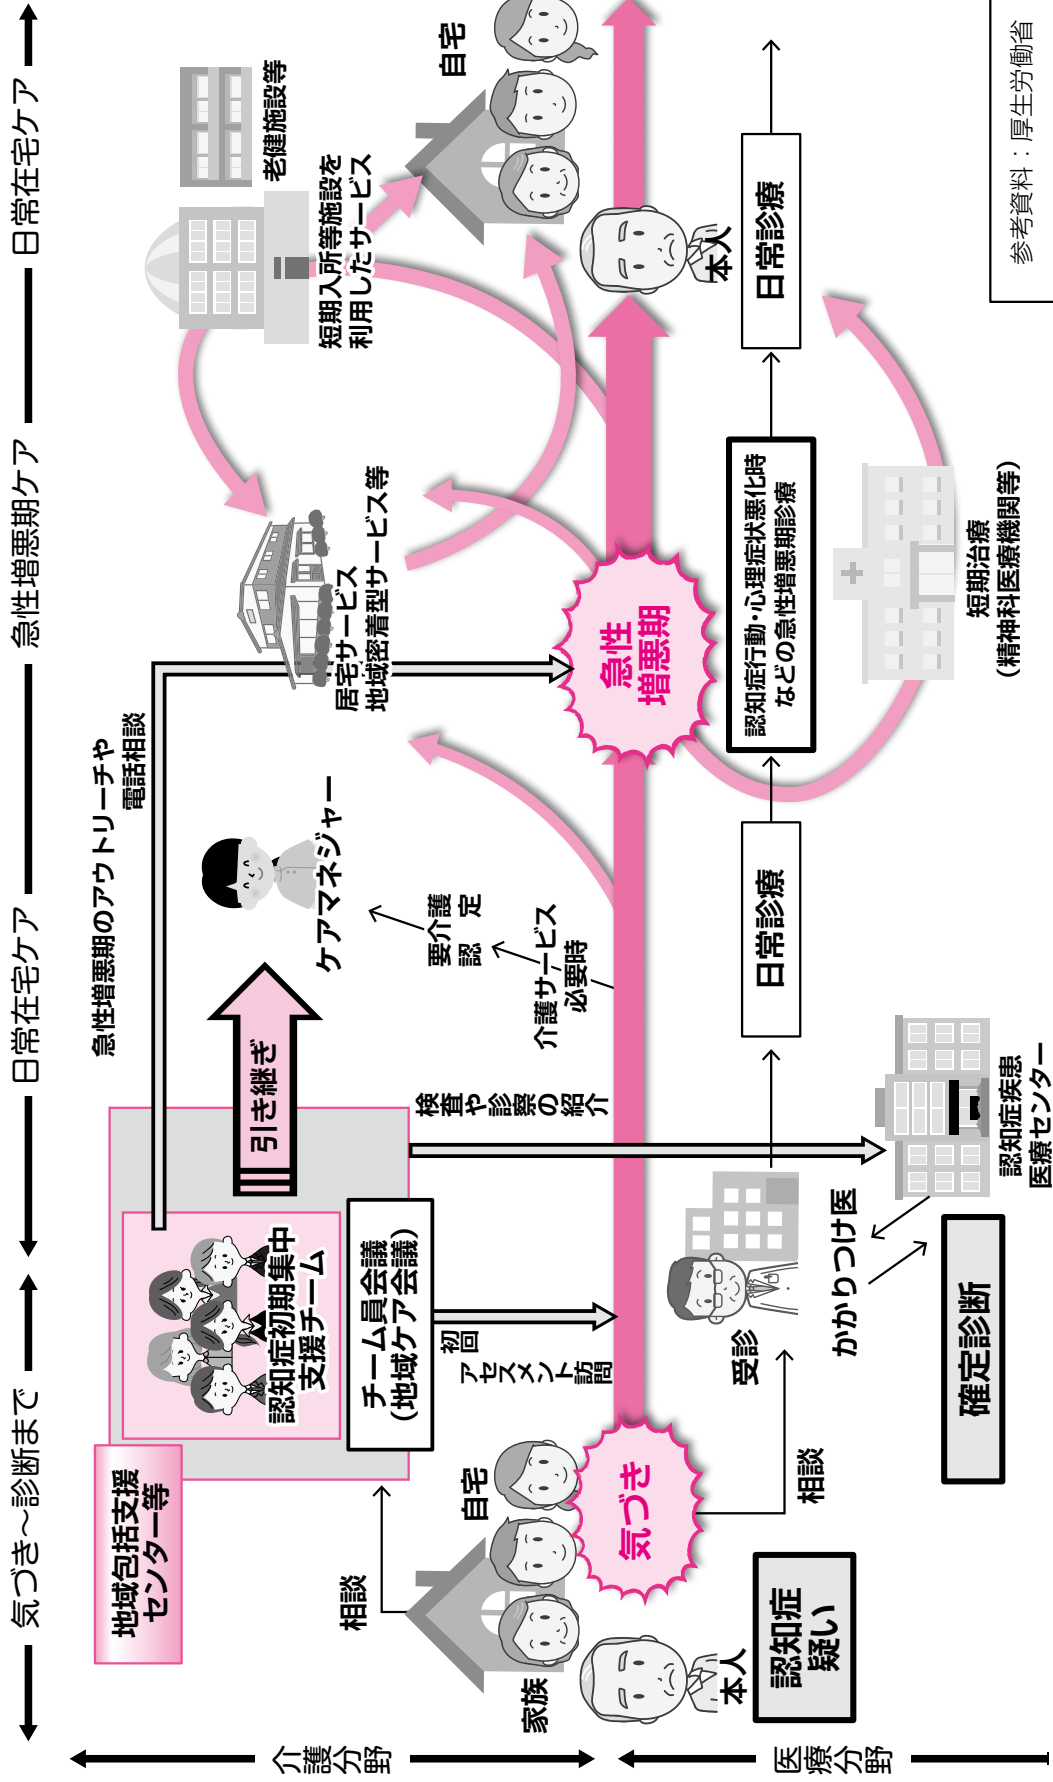 気づき～診断まで
日常在宅ケア
急性増悪期ケア
日常在宅ケア
介護分野
医療分野
地域包括支援
センター等
認知症初期集中
支援チーム
チーム員会議
(地域ケア会議)
引き継ぎ
急性増悪期のアウトリーチや
電話相談
ケアマネジャー
要介護
認定
介護サービス
必要時
検査や診察の紹介
初回
アセスメント訪問
居宅サービス
地域密着型サービス等
老健施設等
短期入所等施設を
利用したサービス
自宅
相談
自宅
家族
本人
気づき
急性
増悪期
本人
認知症
疑い
相談
受診
かかりつけ医
確定診断
認知症疾患
医療センター
日常診療
認知症行動・心理症状悪化時
などの急性増悪期診療
日常診療
短期治療
(精神科医療機関等)
参考資料：厚生労働省